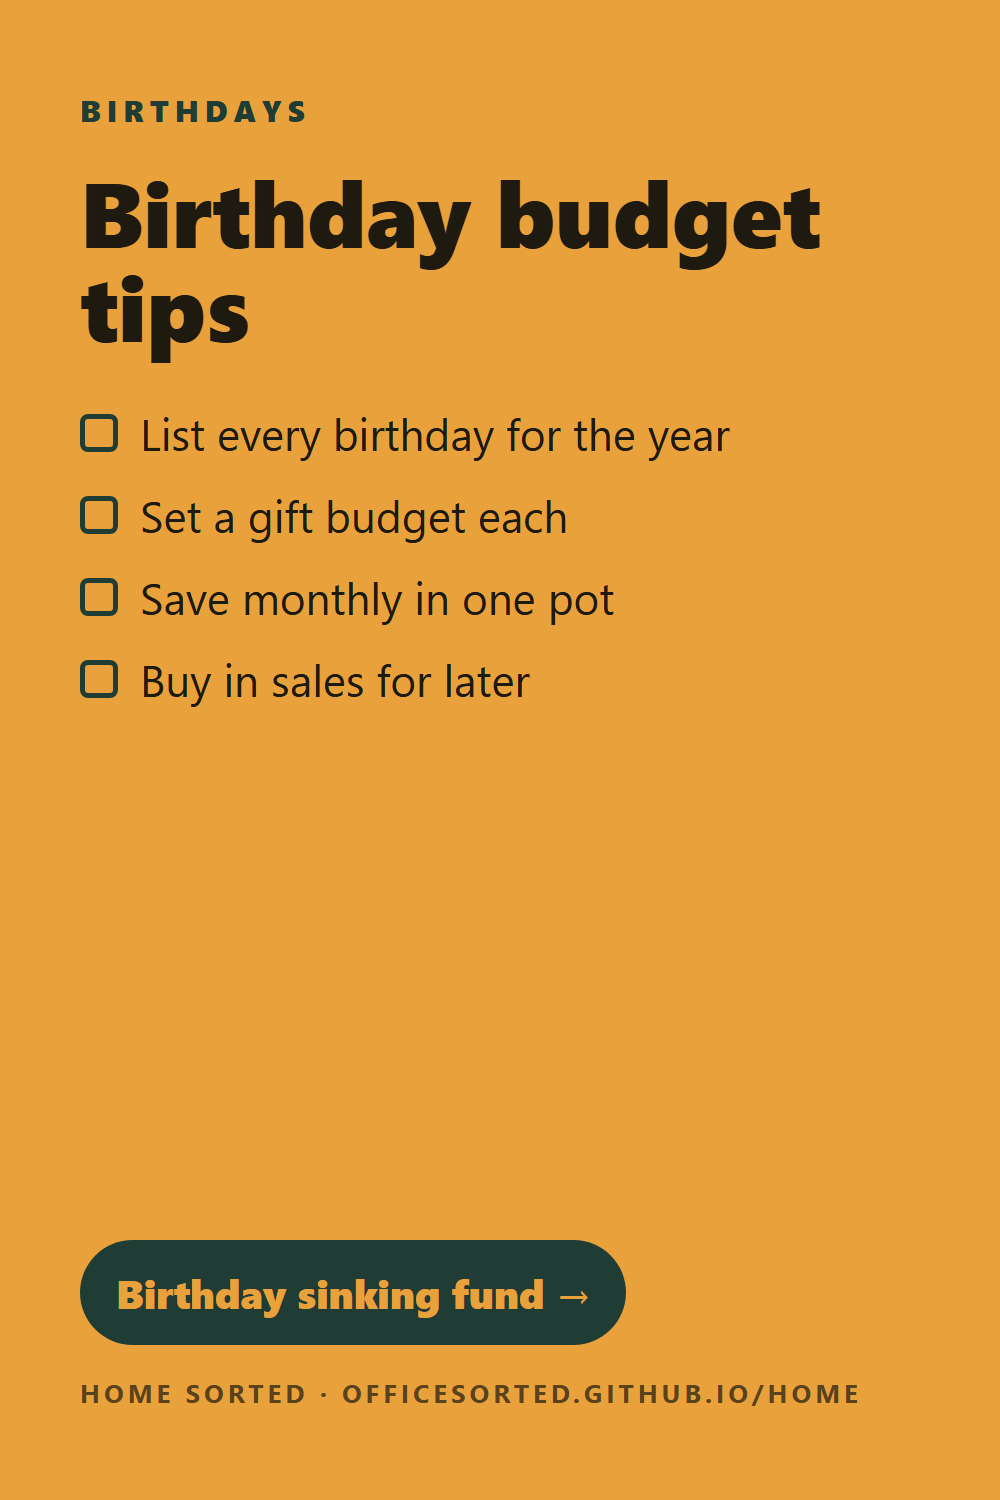 BIRTHDAYS
Birthday budget
tips
List every birthday for the year
Set a gift budget each
Save monthly in one pot
Buy in sales for later
Birthday sinking fund →
HOME SORTED · OFFICESORTED.GITHUB.IO/HOME